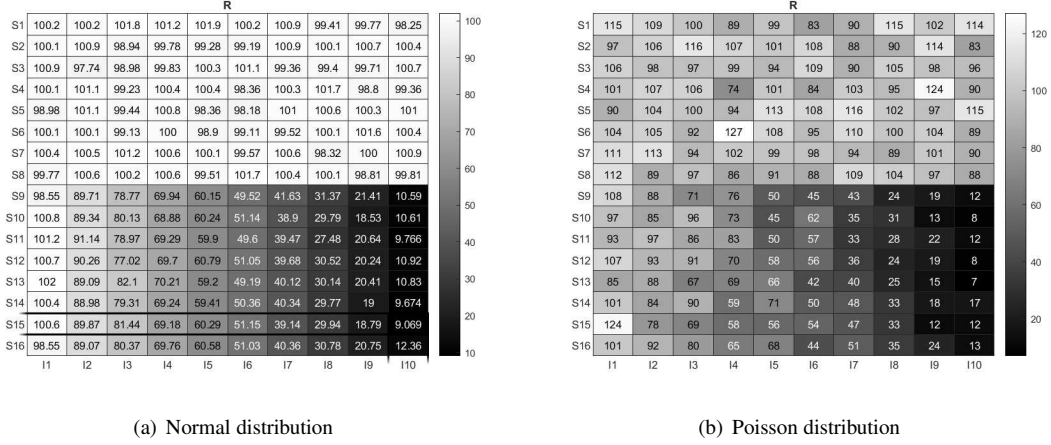 R
S1 100.2 100.2 101.8 101.2 101.9 100.2 100.9 99.41 99.77 98.25
S2 100.1 100.9 98.94 99.78 99.28 99.19 100.9 100.1 100.7 100.4
S3 100.9 97.74 98.98 99.83 100.3 101.1 99.36 99.4 99.71 100.7
S4 100.1 101.1 99.23 100.4 100.4 98.36 100.3 101.7 98.8 99.36
S5 98.98 101.1 99.44 100.8 98.36 98.18 101 100.6 100.3 101
S6 100.1 100.1 99.13 100 98.9 99.11 99.52 100.1 101.6 100.4
S7 100.4 100.5 101.2 100.6 100.1 99.57 100.6 98.32 100 100.9
S8 99.77 100.6 100.2 100.6 99.51 101.7 100.4 100.1 98.81 99.81
S9 98.55 89.71 78.77 69.94 60.15 49.52 41.63 31.37 21.41 10.59
S10 100.8 89.34 80.13 68.88 60.24 51.14 38.9 29.79 18.53 10.61
S11 101.2 91.14 78.97 69.29 59.9 49.6 39.47 27.48 20.64 9.766
S12 100.7 90.26 77.02 69.7 60.79 51.05 39.68 30.52 20.24 10.92
S13 102 89.09 82.1 70.21 59.2 49.19 40.12 30.14 20.41 10.83
S14 100.4 88.98 79.31 69.24 59.41 50.36 40.34 29.77 19 9.674
S15 100.6 89.87 81.44 69.18 60.29 51.15 39.14 29.94 18.79 9.069
S16 98.55 89.07 80.37 69.76 60.58 51.03 40.36 30.78 20.75 12.36
I1 I2 I3 I4 I5 I6 I7 I8 I9 I10
100
90
80
70
60
50
40
30
20
10
(a) Normal distribution
R
S1 115 109 100 89 99 83 90 115 102 114
S2 97 106 116 107 101 108 88 90 114 83
S3 106 98 97 99 94 109 90 105 98 96
S4 101 107 106 74 101 84 103 95 124 90
S5 90 104 100 94 113 108 116 102 97 115
S6 104 105 92 127 108 95 110 100 104 89
S7 111 113 94 102 99 98 94 89 101 90
S8 112 89 97 86 91 88 109 104 97 88
S9 108 88 71 76 50 45 43 24 19 12
S10 97 85 96 73 45 62 35 31 13 8
S11 93 97 86 83 50 57 33 28 22 12
S12 107 93 91 70 58 56 36 24 19 8
S13 85 88 67 69 66 42 40 25 15 7
S14 101 84 90 59 71 50 48 33 18 17
S15 124 78 69 58 56 54 47 33 12 12
S16 101 92 80 65 68 44 51 35 24 13
I1 I2 I3 I4 I5 I6 I7 I8 I9 I10
120
100
80
60
40
20
(b) Poisson distribution